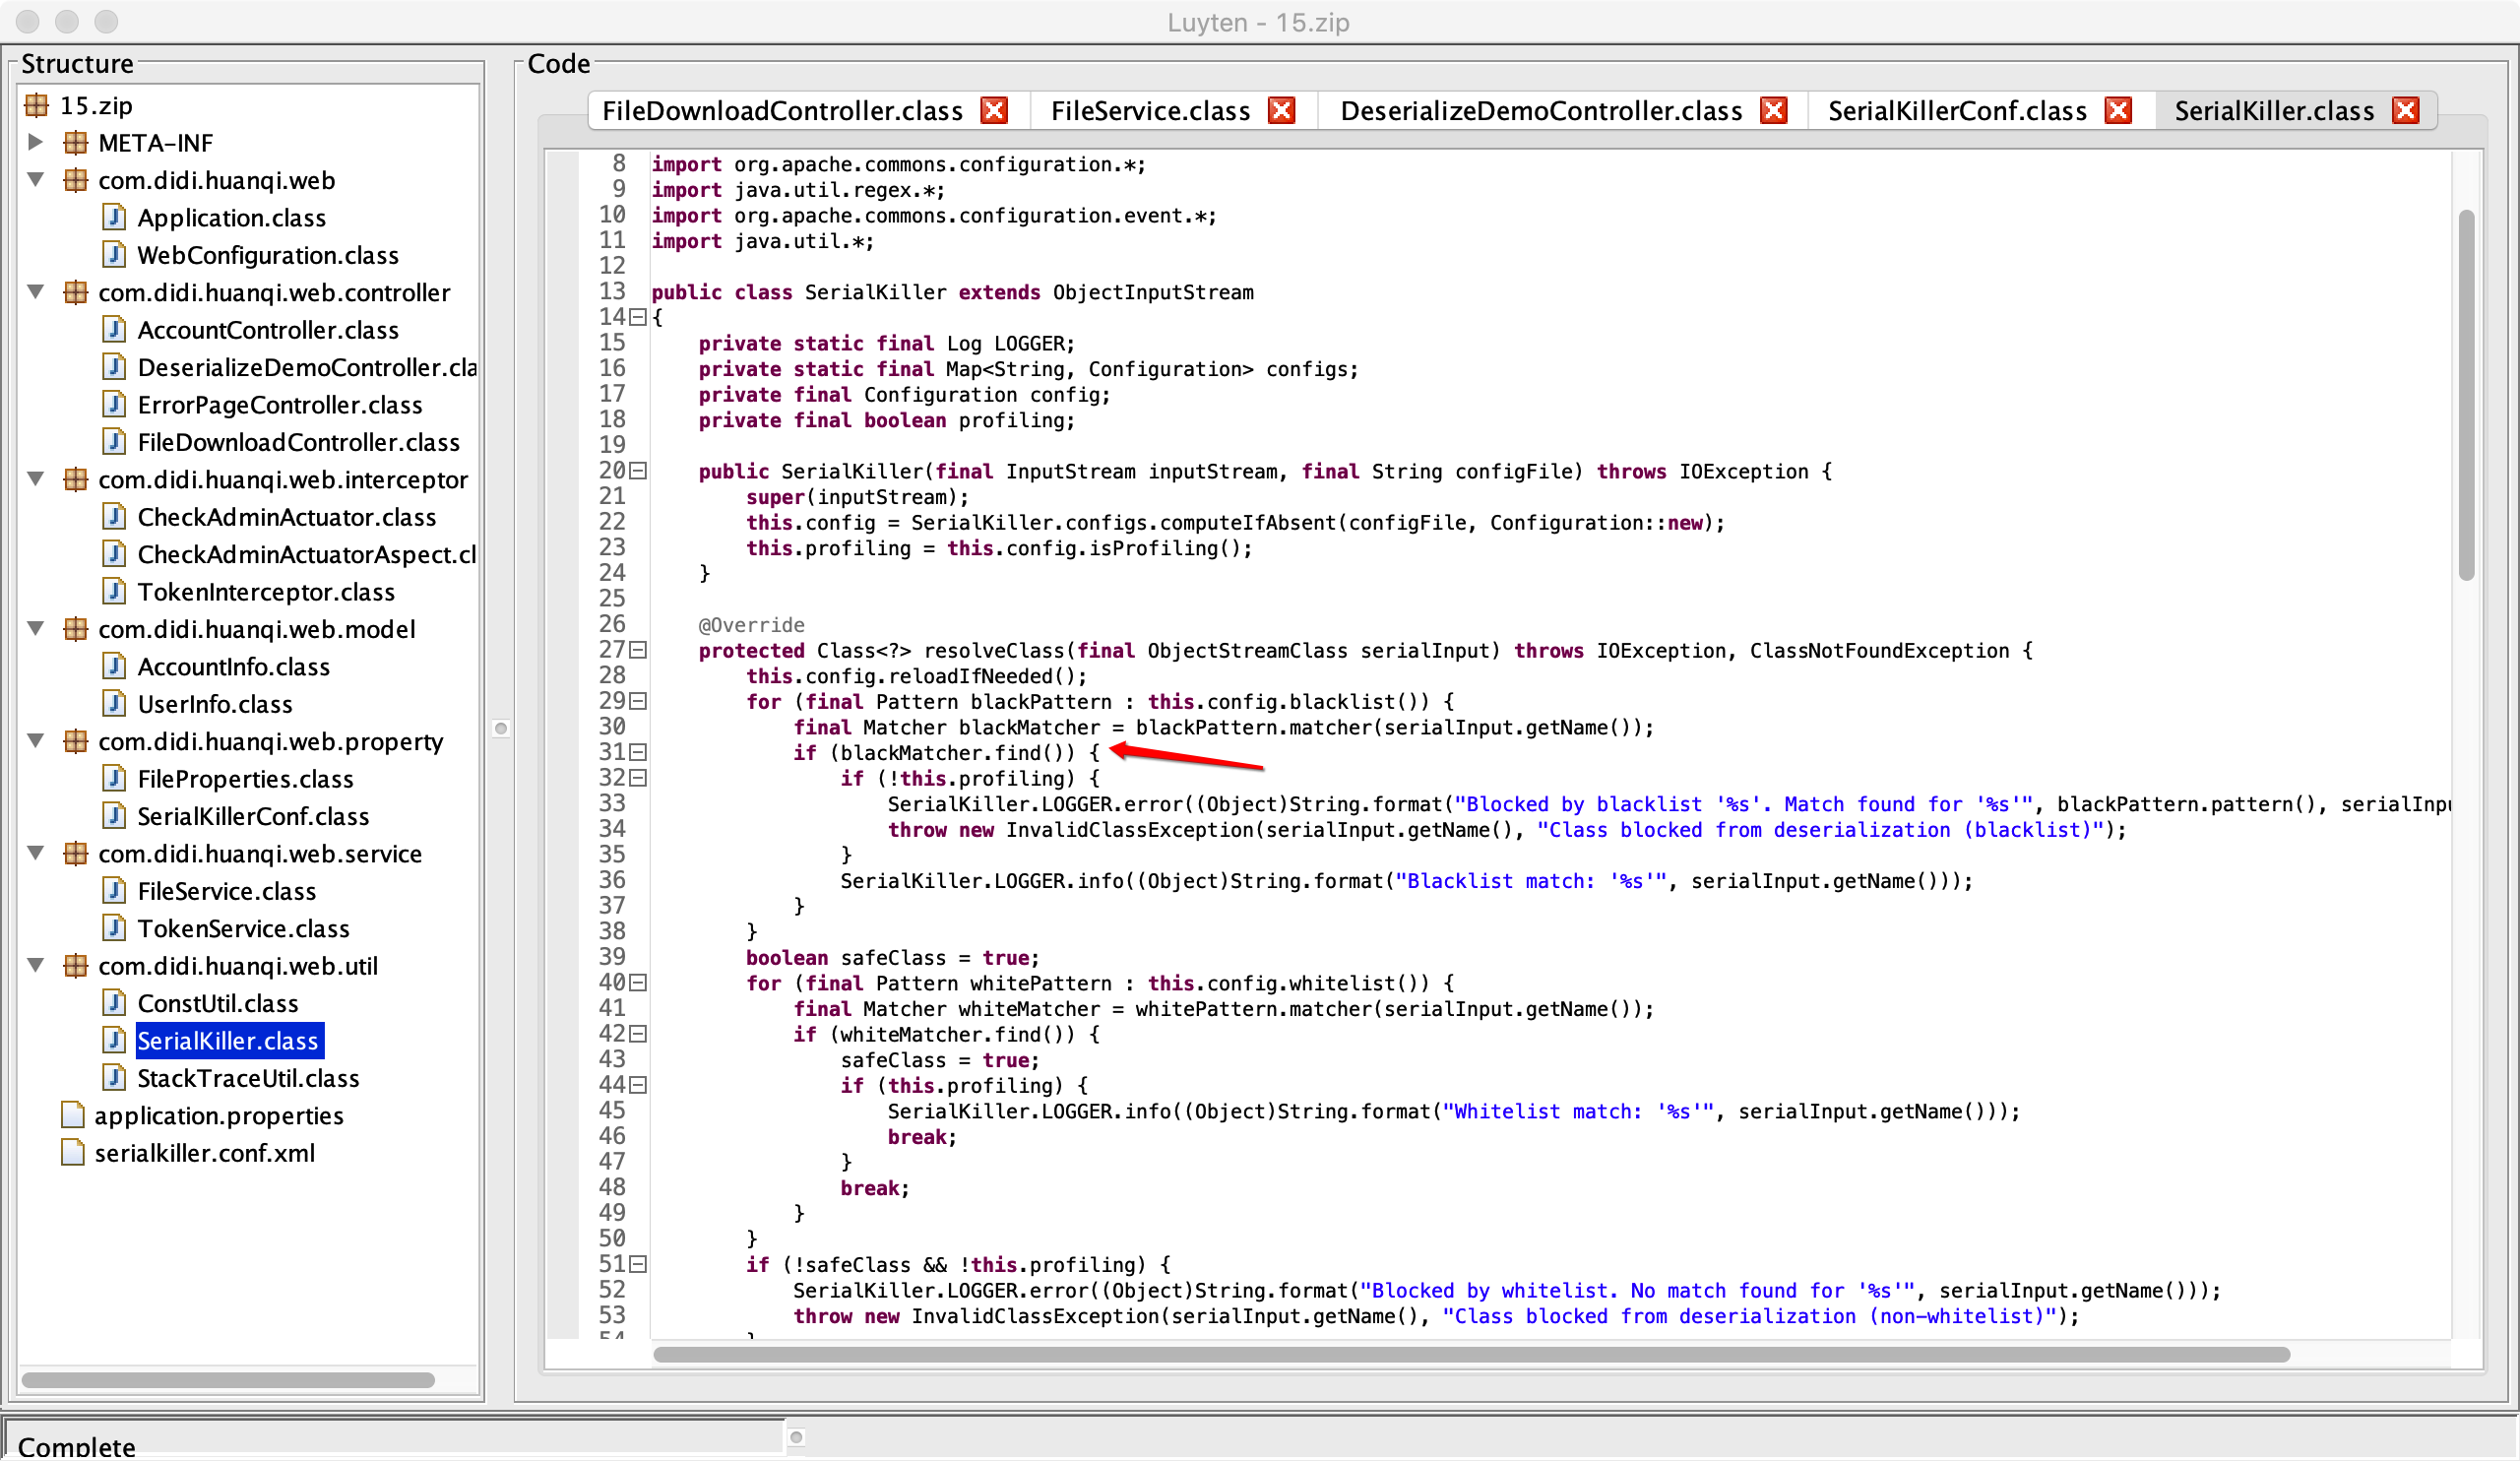 Luyten - 15.zip
Structure
15.zip
META-INF
com.didi.huanqi.web
Application.class
WebConfiguration.class
com.didi.huanqi.web.controller
AccountController.class
DeserializeDemoController.cla
ErrorPageController.class
FileDownloadController.class
com.didi.huanqi.web.interceptor
CheckAdminActuator.class
CheckAdminActuatorAspect.cl
TokenInterceptor.class
com.didi.huanqi.web.model
AccountInfo.class
UserInfo.class
com.didi.huanqi.web.property
FileProperties.class
SerialKillerConf.class
com.didi.huanqi.web.service
FileService.class
TokenService.class
com.didi.huanqi.web.util
ConstUtil.class
SerialKiller.class
StackTraceUtil.class
application.properties
serialkiller.conf.xml
Code
FileDownloadController.class FileService.class DeserializeDemoController.class SerialKillerConf.class SerialKiller.class
8 import org.apache.commons.configuration.*;
9 import java.util.regex.*;
10 import org.apache.commons.configuration.event.*;
11 import java.util.*;
12
13 public class SerialKiller extends ObjectInputStream
14 {
15     private static final Log LOGGER;
16     private static final Map<String, Configuration> configs;
17     private final Configuration config;
18     private final boolean profiling;
19
20     public SerialKiller(final InputStream inputStream, final String configFile) throws IOException {
21         super(inputStream);
22         this.config = SerialKiller.configs.computeIfAbsent(configFile, Configuration::new);
23         this.profiling = this.config.isProfiling();
24     }
25
26     @Override
27     protected Class<?> resolveClass(final ObjectStreamClass serialInput) throws IOException, ClassNotFoundException {
28         this.config.reloadIfNeeded();
29         for (final Pattern blackPattern : this.config.blacklist()) {
30             final Matcher blackMatcher = blackPattern.matcher(serialInput.getName());
31             if (blackMatcher.find()) {
32                 if (!this.profiling) {
33                     SerialKiller.LOGGER.error((Object)String.format("Blocked by blacklist '%s'. Match found for '%s'", blackPattern.pattern(), serialInpu
34                     throw new InvalidClassException(serialInput.getName(), "Class blocked from deserialization (blacklist)");
35                 }
36                 SerialKiller.LOGGER.info((Object)String.format("Blacklist match: '%s'", serialInput.getName()));
37             }
38         }
39         boolean safeClass = true;
40         for (final Pattern whitePattern : this.config.whitelist()) {
41             final Matcher whiteMatcher = whitePattern.matcher(serialInput.getName());
42             if (whiteMatcher.find()) {
43                 safeClass = true;
44                 if (this.profiling) {
45                     SerialKiller.LOGGER.info((Object)String.format("Whitelist match: '%s'", serialInput.getName()));
46                     break;
47                 }
48                 break;
49             }
50         }
51         if (!safeClass && !this.profiling) {
52             SerialKiller.LOGGER.error((Object)String.format("Blocked by whitelist. No match found for '%s'", serialInput.getName()));
53             throw new InvalidClassException(serialInput.getName(), "Class blocked from deserialization (non-whitelist)");
54         }
Complete